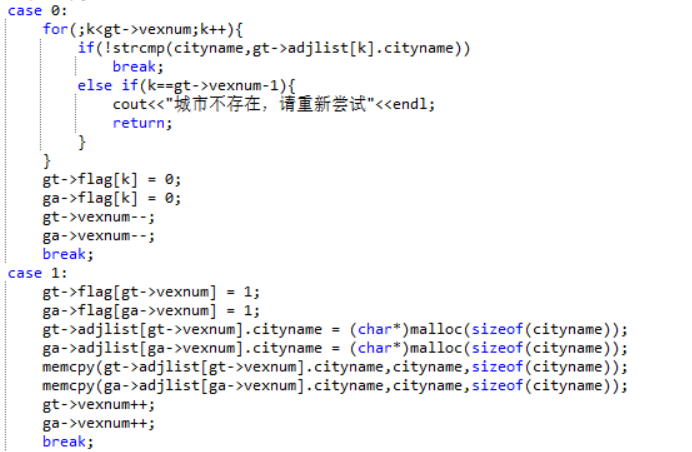 case 0:
    for(;k<gt->vexnum;k++){
        if(!strcmp(cityname,gt->adjlist[k].cityname))
            break;
        else if(k==gt->vexnum-1){
            cout<<"城市不存在，请重新尝试"<<endl;
            return;
        }
    }
    gt->flag[k] = 0;
    ga->flag[k] = 0;
    gt->vexnum--;
    ga->vexnum--;
    break;
case 1:
    gt->flag[gt->vexnum] = 1;
    ga->flag[ga->vexnum] = 1;
    gt->adjlist[gt->vexnum].cityname = (char*)malloc(sizeof(cityname));
    ga->adjlist[ga->vexnum].cityname = (char*)malloc(sizeof(cityname));
    memcpy(gt->adjlist[gt->vexnum].cityname,cityname,sizeof(cityname));
    memcpy(ga->adjlist[ga->vexnum].cityname,cityname,sizeof(cityname));
    gt->vexnum++;
    ga->vexnum++;
    break;